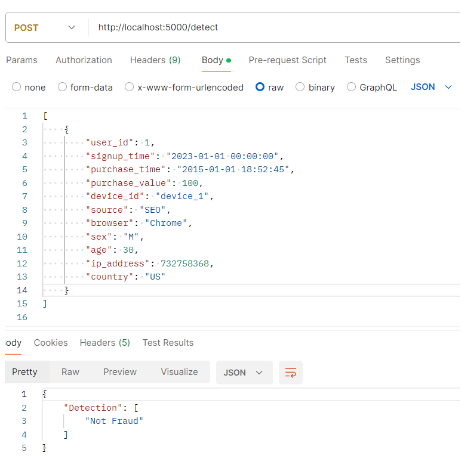 POST http://localhost:5000/detect
Params Authorization Headers (9) Body Pre-request Script Tests Settings
none form-data x-www-form-urlencoded raw binary GraphQL JSON
1 [
2 {
3 "user_id": 1,
4 "signup_time": "2023-01-01 00:00:00",
5 "purchase_time": "2015-01-01 18:52:45",
6 "purchase_value": 100,
7 "device_id": "device_1",
8 "source": "SEO",
9 "browser": "Chrome",
10 "sex": "M",
11 "age": 30,
12 "ip_address": 732758368,
13 "country": "US"
14 }
15 ]
16
ody Cookies Headers (5) Test Results
Pretty Raw Preview Visualize JSON
1 {
2 "Detection": [
3 "Not Fraud"
4 ]
5 }